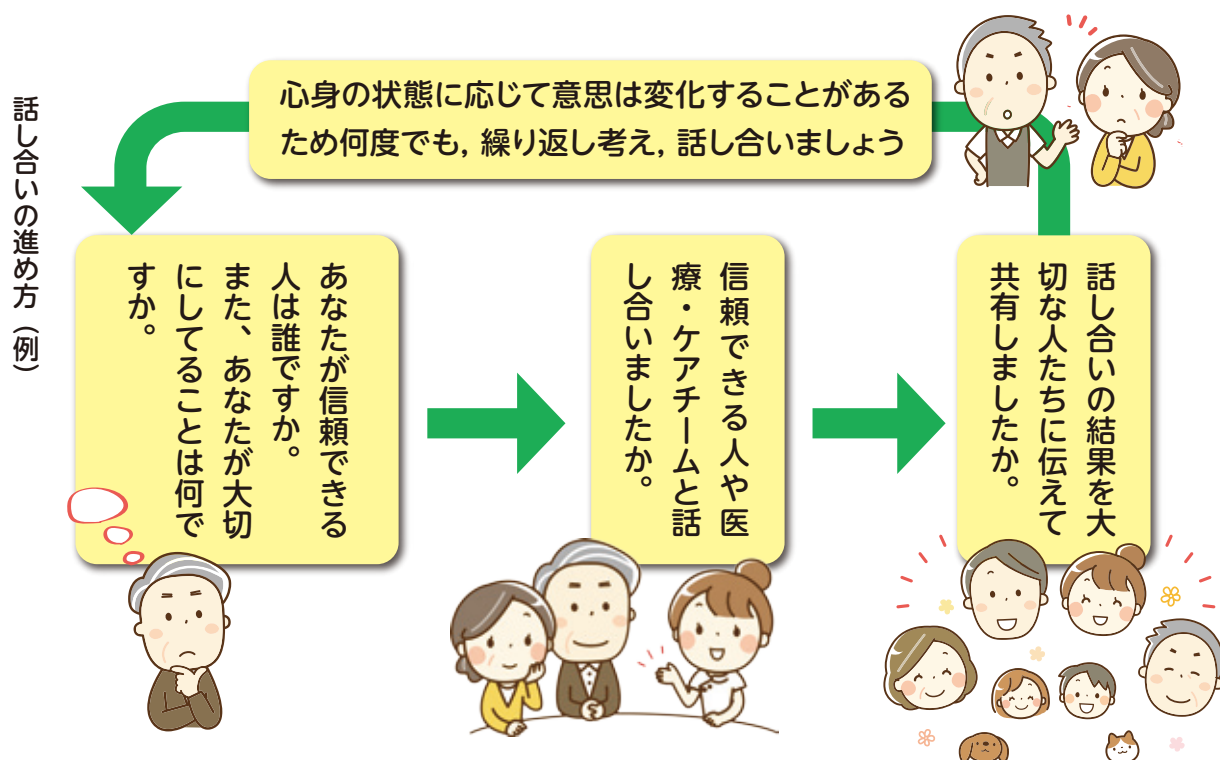 話し合いの進め方（例）
心身の状態に応じて意思は変化することがある
ため何度でも, 繰り返し考え, 話し合いましょう
あなたが信頼できる
人は誰ですか。
また、あなたが大切
にしてることは何で
すか。
信頼できる人や医
療・ケアチームと話
し合いましたか。
話し合いの結果を大
切な人たちに伝えて
共有しましたか。